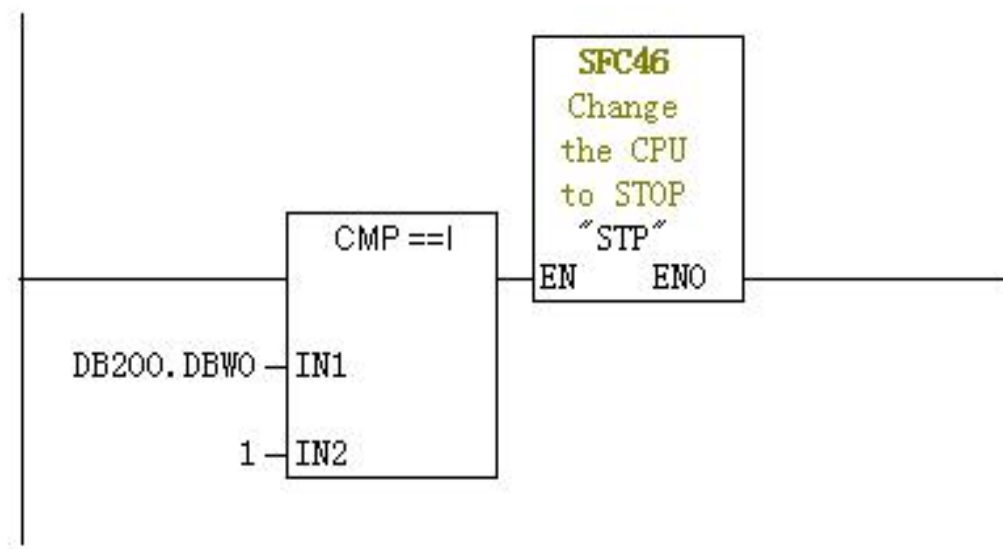 SFC46
Change
the CPU
to STOP
"STP"
CMP ==I
EN ENO
DB200.DBW0
IN1
1
IN2